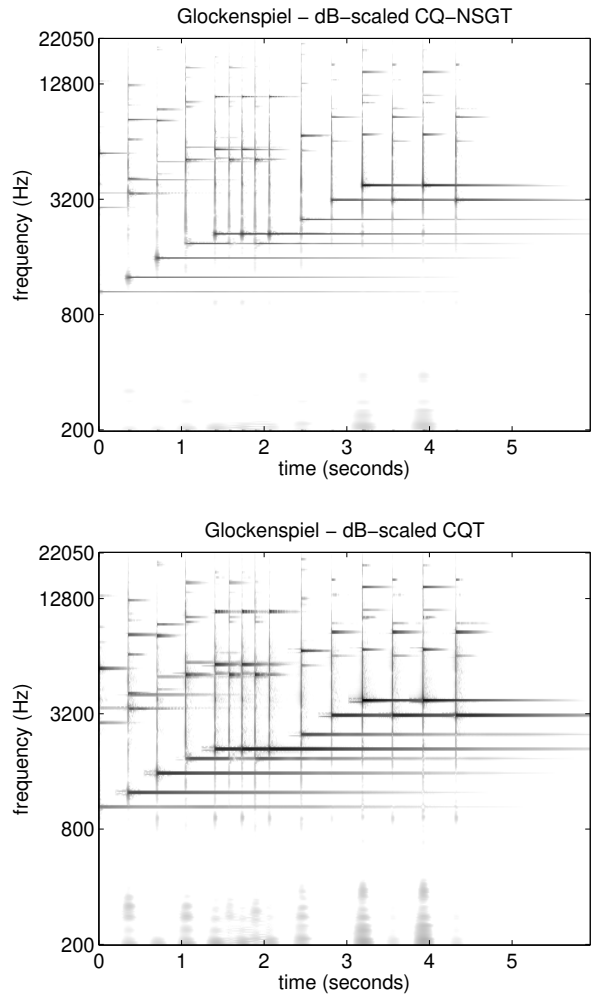 Glockenspiel − dB−scaled CQ−NSGT
22050
12800
3200
800
200
frequency (Hz)
0 1 2 3 4 5
time (seconds)
Glockenspiel − dB−scaled CQT
22050
12800
3200
800
200
frequency (Hz)
0 1 2 3 4 5
time (seconds)